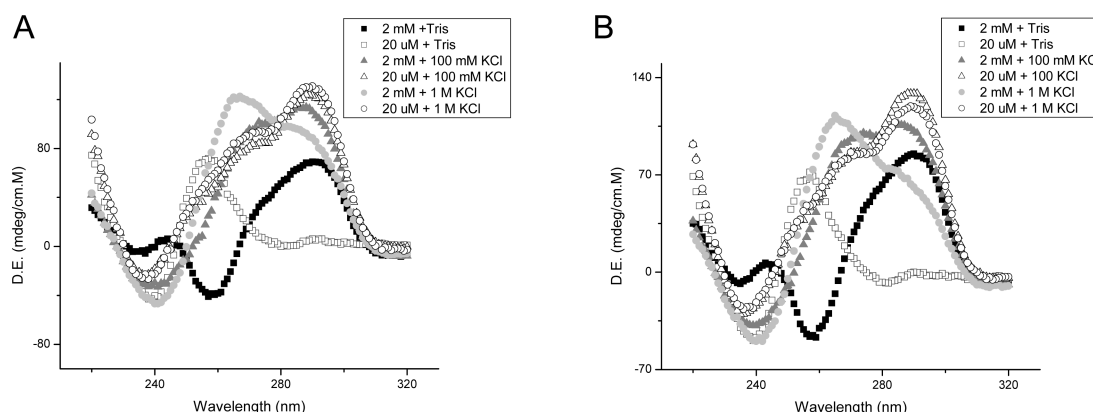 A
2 mM +Tris
20 uM + Tris
2 mM + 100 mM KCl
20 uM + 100 mM KCl
2 mM + 1 M KCl
20 uM + 1 M KCl
80
0
-80
D.E. (mdeg/cm.M)
240
280
320
Wavelength (nm)
B
2 mM + Tris
20 uM + Tris
2 mM + 100 mM KC
20 uM + 100 KCl
2 mM + 1 M KCl
20 uM + 1 M KCl
140
70
0
-70
D.E. (mdeg/cm.M)
240
280
320
Wavelength (nm)